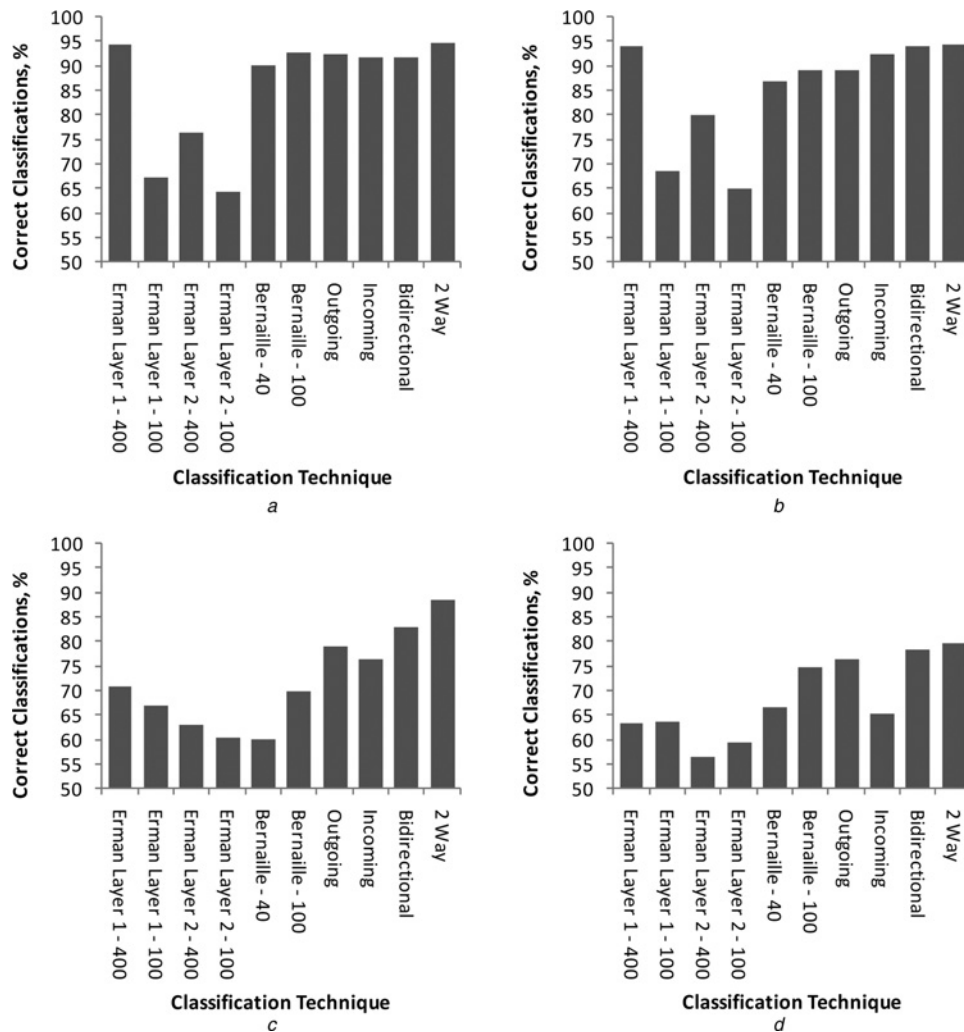 100
95
90
85
80
75
70
65
60
55
50
Correct Classifications, %
Erman Layer 1 - 400
Erman Layer 1 - 100
Erman Layer 2 - 400
Erman Layer 2 - 100
Bernaille - 40
Bernaille - 100
Outgoing
Incoming
Bidirectional
2 Way
Classification Technique
a
100
95
90
85
80
75
70
65
60
55
50
Correct Classifications, %
Erman Layer 1 - 400
Erman Layer 1 - 100
Erman Layer 2 - 400
Erman Layer 2 - 100
Bernaille - 40
Bernaille - 100
Outgoing
Incoming
Bidirectional
2 Way
Classification Technique
b
100
95
90
85
80
75
70
65
60
55
50
Correct Classifications, %
Erman Layer 1 - 400
Erman Layer 1 - 100
Erman Layer 2 - 400
Erman Layer 2 - 100
Bernaille - 40
Bernaille - 100
Outgoing
Incoming
Bidirectional
2 Way
Classification Technique
c
100
95
90
85
80
75
70
65
60
55
50
Correct Classifications, %
Erman Layer 1 - 400
Erman Layer 1 - 100
Erman Layer 2 - 400
Erman Layer 2 - 100
Bernaille - 40
Bernaille - 100
Outgoing
Incoming
Bidirectional
2 Way
Classification Technique
d